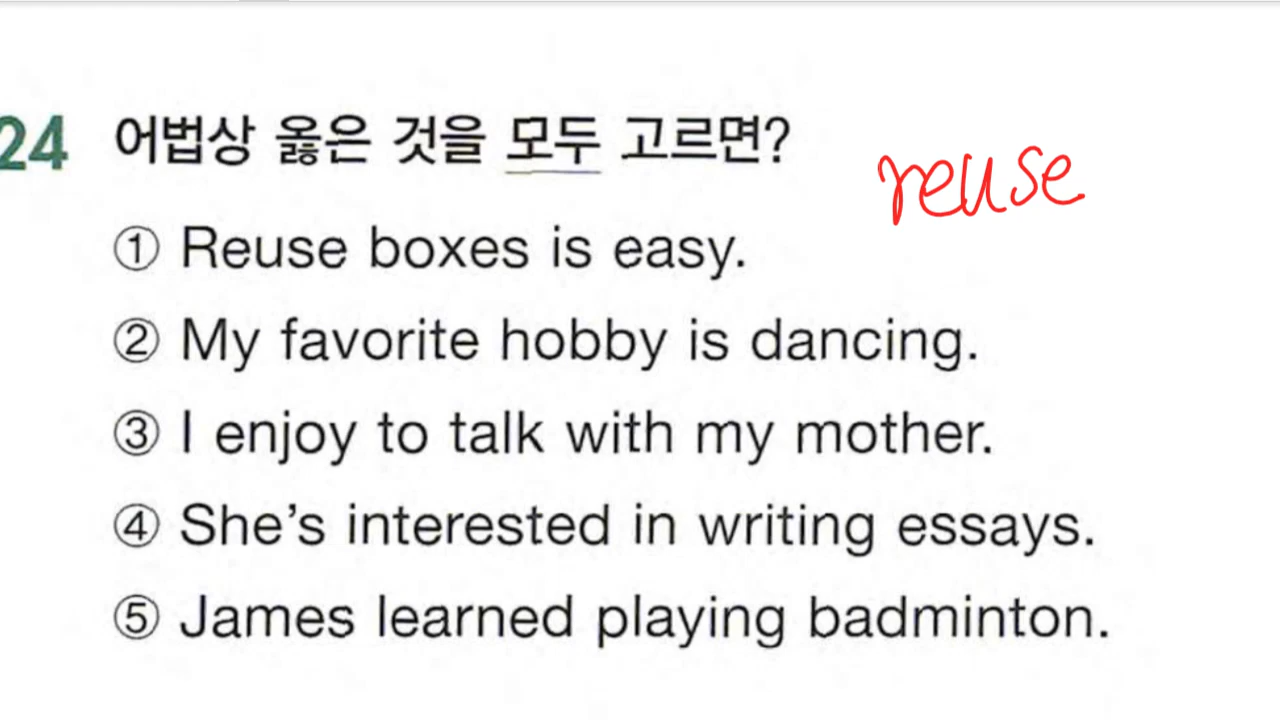 24 어법상 옳은 것을 모두 고르면?
reuse
① Reuse boxes is easy.
② My favorite hobby is dancing.
③ I enjoy to talk with my mother.
④ She's interested in writing essays.
⑤ James learned playing badminton.